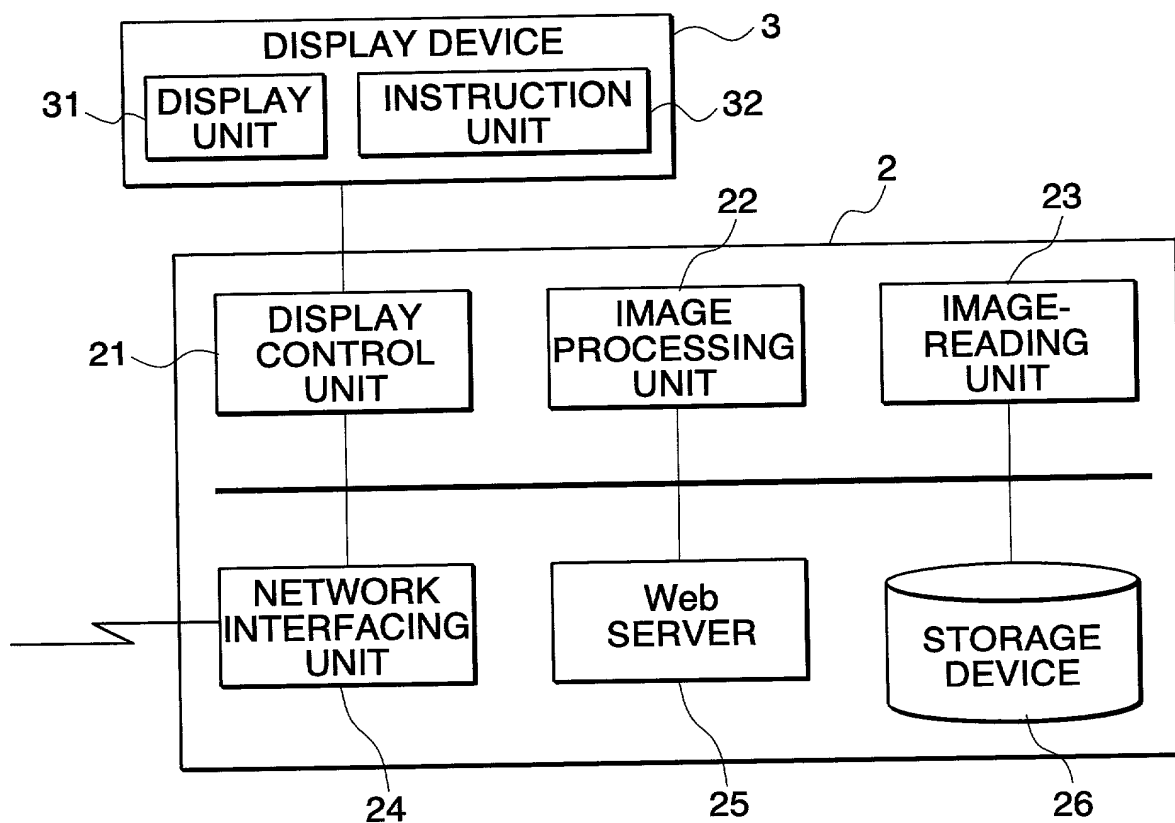 DISPLAY DEVICE
3
31
DISPLAY
UNIT
INSTRUCTION
UNIT
32
2
22
23
21
DISPLAY
CONTROL
UNIT
IMAGE
PROCESSING
UNIT
IMAGE-
READING
UNIT
NETWORK
INTERFACING
UNIT
Web
SERVER
STORAGE
DEVICE
24
25
26